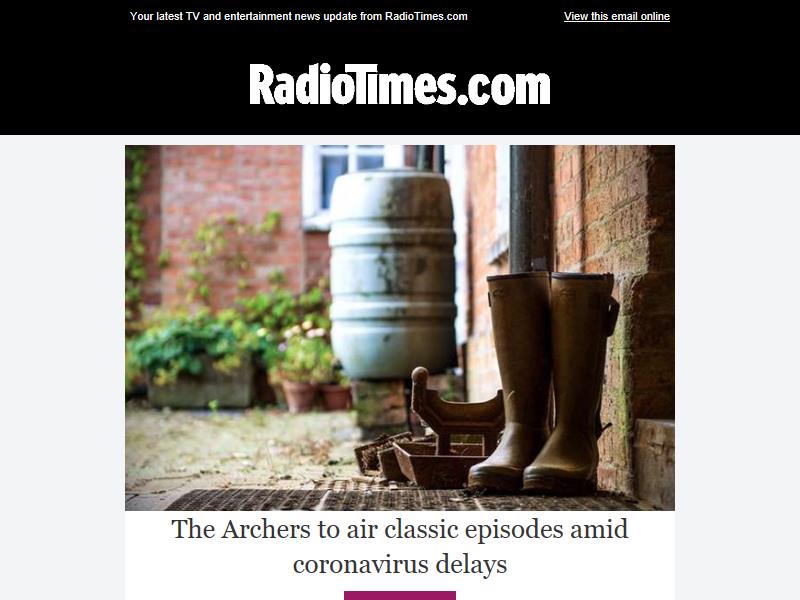 Your latest TV and entertainment news update from RadioTimes.com
View this email online
RadioTimes.com
The Archers to air classic episodes amid
coronavirus delays